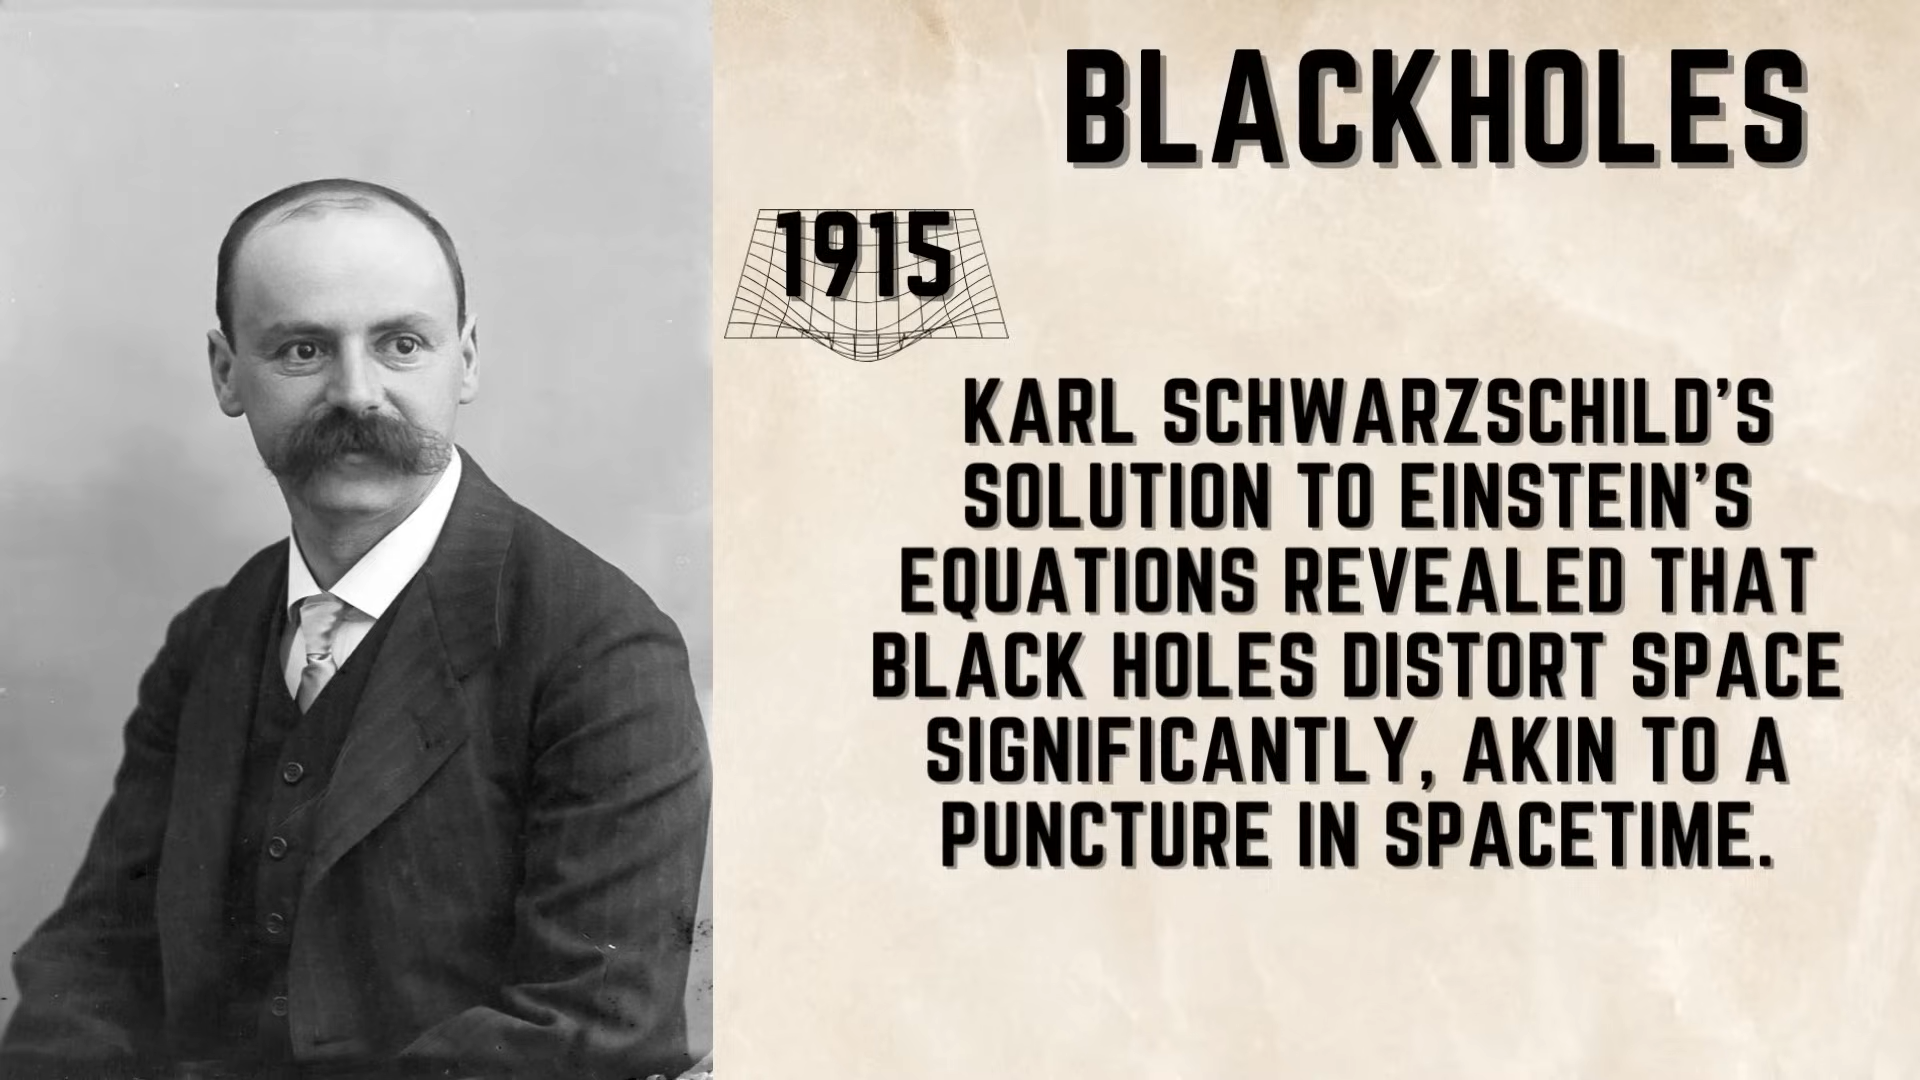 BLACKHOLES
1915
KARL SCHWARZSCHILD’S
SOLUTION TO EINSTEIN’S
EQUATIONS REVEALED THAT
BLACK HOLES DISTORT SPACE
SIGNIFICANTLY, AKIN TO A
PUNCTURE IN SPACETIME.